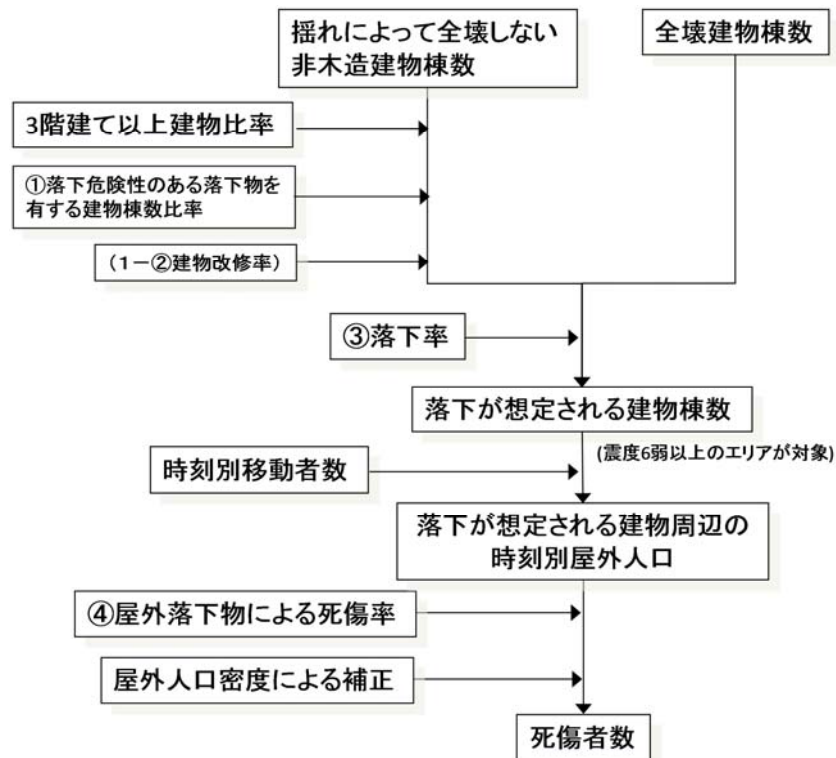 揺れによって全壊しない
非木造建物棟数
全壊建物棟数
3階建て以上建物比率
①落下危険性のある落下物を
有する建物棟数比率
（１－②建物改修率）
③落下率
落下が想定される建物棟数
(震度6弱以上のエリアが対象)
時刻別移動者数
落下が想定される建物周辺の
時刻別屋外人口
④屋外落下物による死傷率
屋外人口密度による補正
死傷者数